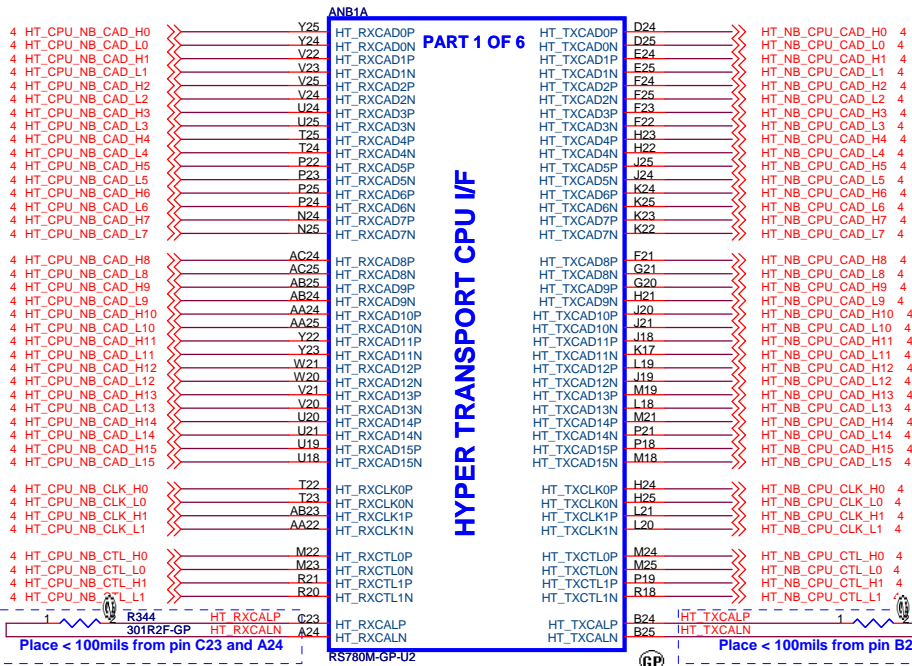 ANB1A
PART 1 OF 6
HYPER TRANSPORT CPU I/F
4 HT_CPU_NB_CAD_H0 Y25 HT_RXCAD0P HT_TXCAD0P D24 HT_NB_CPU_CAD_H0 4
4 HT_CPU_NB_CAD_L0 Y24 HT_RXCAD0N HT_TXCAD0N D25 HT_NB_CPU_CAD_L0 4
4 HT_CPU_NB_CAD_H1 V22 HT_RXCAD1P HT_TXCAD1P E24 HT_NB_CPU_CAD_H1 4
4 HT_CPU_NB_CAD_L1 V23 HT_RXCAD1N HT_TXCAD1N E25 HT_NB_CPU_CAD_L1 4
4 HT_CPU_NB_CAD_H2 V25 HT_RXCAD2P HT_TXCAD2P F24 HT_NB_CPU_CAD_H2 4
4 HT_CPU_NB_CAD_L2 V24 HT_RXCAD2N HT_TXCAD2N F25 HT_NB_CPU_CAD_L2 4
4 HT_CPU_NB_CAD_H3 U24 HT_RXCAD3P HT_TXCAD3P F23 HT_NB_CPU_CAD_H3 4
4 HT_CPU_NB_CAD_L3 U25 HT_RXCAD3N HT_TXCAD3N F22 HT_NB_CPU_CAD_L3 4
4 HT_CPU_NB_CAD_H4 T25 HT_RXCAD4P HT_TXCAD4P H23 HT_NB_CPU_CAD_H4 4
4 HT_CPU_NB_CAD_L4 T24 HT_RXCAD4N HT_TXCAD4N H22 HT_NB_CPU_CAD_L4 4
4 HT_CPU_NB_CAD_H5 P22 HT_RXCAD5P HT_TXCAD5P J25 HT_NB_CPU_CAD_H5 4
4 HT_CPU_NB_CAD_L5 P23 HT_RXCAD5N HT_TXCAD5N J24 HT_NB_CPU_CAD_L5 4
4 HT_CPU_NB_CAD_H6 P25 HT_RXCAD6P HT_TXCAD6P K24 HT_NB_CPU_CAD_H6 4
4 HT_CPU_NB_CAD_L6 P24 HT_RXCAD6N HT_TXCAD6N K25 HT_NB_CPU_CAD_L6 4
4 HT_CPU_NB_CAD_H7 N24 HT_RXCAD7P HT_TXCAD7P K23 HT_NB_CPU_CAD_H7 4
4 HT_CPU_NB_CAD_L7 N25 HT_RXCAD7N HT_TXCAD7N K22 HT_NB_CPU_CAD_L7 4
4 HT_CPU_NB_CAD_H8 AC24 HT_RXCAD8P HT_TXCAD8P F21 HT_NB_CPU_CAD_H8 4
4 HT_CPU_NB_CAD_L8 AC25 HT_RXCAD8N HT_TXCAD8N G21 HT_NB_CPU_CAD_L8 4
4 HT_CPU_NB_CAD_H9 AB25 HT_RXCAD9P HT_TXCAD9P G20 HT_NB_CPU_CAD_H9 4
4 HT_CPU_NB_CAD_L9 AB24 HT_RXCAD9N HT_TXCAD9N H21 HT_NB_CPU_CAD_L9 4
4 HT_CPU_NB_CAD_H10 AA24 HT_RXCAD10P HT_TXCAD10P J20 HT_NB_CPU_CAD_H10 4
4 HT_CPU_NB_CAD_L10 AA25 HT_RXCAD10N HT_TXCAD10N J21 HT_NB_CPU_CAD_L10 4
4 HT_CPU_NB_CAD_H11 Y22 HT_RXCAD11P HT_TXCAD11P J18 HT_NB_CPU_CAD_H11 4
4 HT_CPU_NB_CAD_L11 Y23 HT_RXCAD11N HT_TXCAD11N K17 HT_NB_CPU_CAD_L11 4
4 HT_CPU_NB_CAD_H12 W21 HT_RXCAD12P HT_TXCAD12P L19 HT_NB_CPU_CAD_H12 4
4 HT_CPU_NB_CAD_L12 W20 HT_RXCAD12N HT_TXCAD12N J19 HT_NB_CPU_CAD_L12 4
4 HT_CPU_NB_CAD_H13 V21 HT_RXCAD13P HT_TXCAD13P M19 HT_NB_CPU_CAD_H13 4
4 HT_CPU_NB_CAD_L13 V20 HT_RXCAD13N HT_TXCAD13N L18 HT_NB_CPU_CAD_L13 4
4 HT_CPU_NB_CAD_H14 U20 HT_RXCAD14P HT_TXCAD14P M21 HT_NB_CPU_CAD_H14 4
4 HT_CPU_NB_CAD_L14 U21 HT_RXCAD14N HT_TXCAD14N P21 HT_NB_CPU_CAD_L14 4
4 HT_CPU_NB_CAD_H15 U19 HT_RXCAD15P HT_TXCAD15P P18 HT_NB_CPU_CAD_H15 4
4 HT_CPU_NB_CAD_L15 U18 HT_RXCAD15N HT_TXCAD15N M18 HT_NB_CPU_CAD_L15 4
4 HT_CPU_NB_CLK_H0 T22 HT_RXCLK0P HT_TXCLK0P H24 HT_NB_CPU_CLK_H0 4
4 HT_CPU_NB_CLK_L0 T23 HT_RXCLK0N HT_TXCLK0N H25 HT_NB_CPU_CLK_L0 4
4 HT_CPU_NB_CLK_H1 AB23 HT_RXCLK1P HT_TXCLK1P L21 HT_NB_CPU_CLK_H1 4
4 HT_CPU_NB_CLK_L1 AA22 HT_RXCLK1N HT_TXCLK1N L20 HT_NB_CPU_CLK_L1 4
4 HT_CPU_NB_CTL_H0 M22 HT_RXCTL0P HT_TXCTL0P M24 HT_NB_CPU_CTL_H0 4
4 HT_CPU_NB_CTL_L0 M23 HT_RXCTL0N HT_TXCTL0N M25 HT_NB_CPU_CTL_L0 4
4 HT_CPU_NB_CTL_H1 R21 HT_RXCTL1P HT_TXCTL1P P19 HT_NB_CPU_CTL_H1 4
4 HT_CPU_NB_CTL_L1 R20 HT_RXCTL1N HT_TXCTL1N R18 HT_NB_CPU_CTL_L1 4
1 2 R344 HT_RXCALP C23 HT_RXCALP HT_TXCALP B24 HT_TXCALP 1
301R2F-GP HT_RXCALN A24 HT_RXCALN HT_TXCALN B25 HT_TXCALN
Place < 100mils from pin C23 and A24
Place < 100mils from pin B2
RS780M-GP-U2
GP